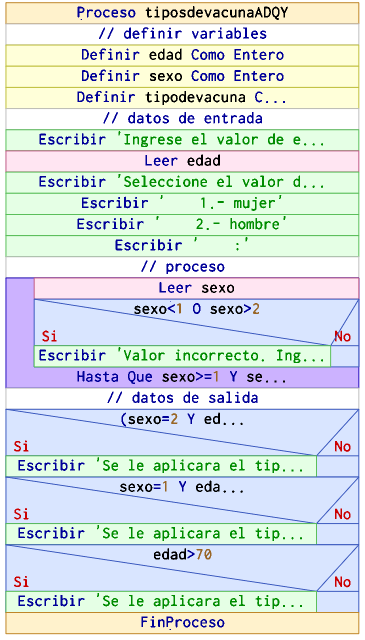 Proceso tiposdevacunaADQY
// definir variables
Definir edad Como Entero
Definir sexo Como Entero
Definir tipodevacuna C...
// datos de entrada
Escribir 'Ingrese el valor de e...
Leer edad
Escribir 'Seleccione el valor d...
Escribir '    1.- mujer'
Escribir '    2.- hombre'
Escribir '    :'
// proceso
Leer sexo
sexo<1 O sexo>2
Si No
Escribir 'Valor incorrecto. Ing...
Hasta Que sexo>=1 Y se...
// datos de salida
(sexo=2 Y ed...
Si No
Escribir 'Se le aplicara el tip...
sexo=1 Y eda...
Si No
Escribir 'Se le aplicara el tip...
edad>70
Si No
Escribir 'Se le aplicara el tip...
FinProceso